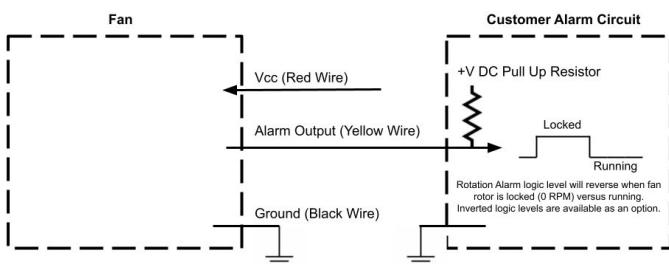 Fan
Customer Alarm Circuit
Vcc (Red Wire)
+V DC Pull Up Resistor
Alarm Output (Yellow Wire)
Locked
Running
Rotation Alarm logic level will reverse when fan
rotor is locked (0 RPM) versus running.
Inverted logic levels are available as an option.
Ground (Black Wire)